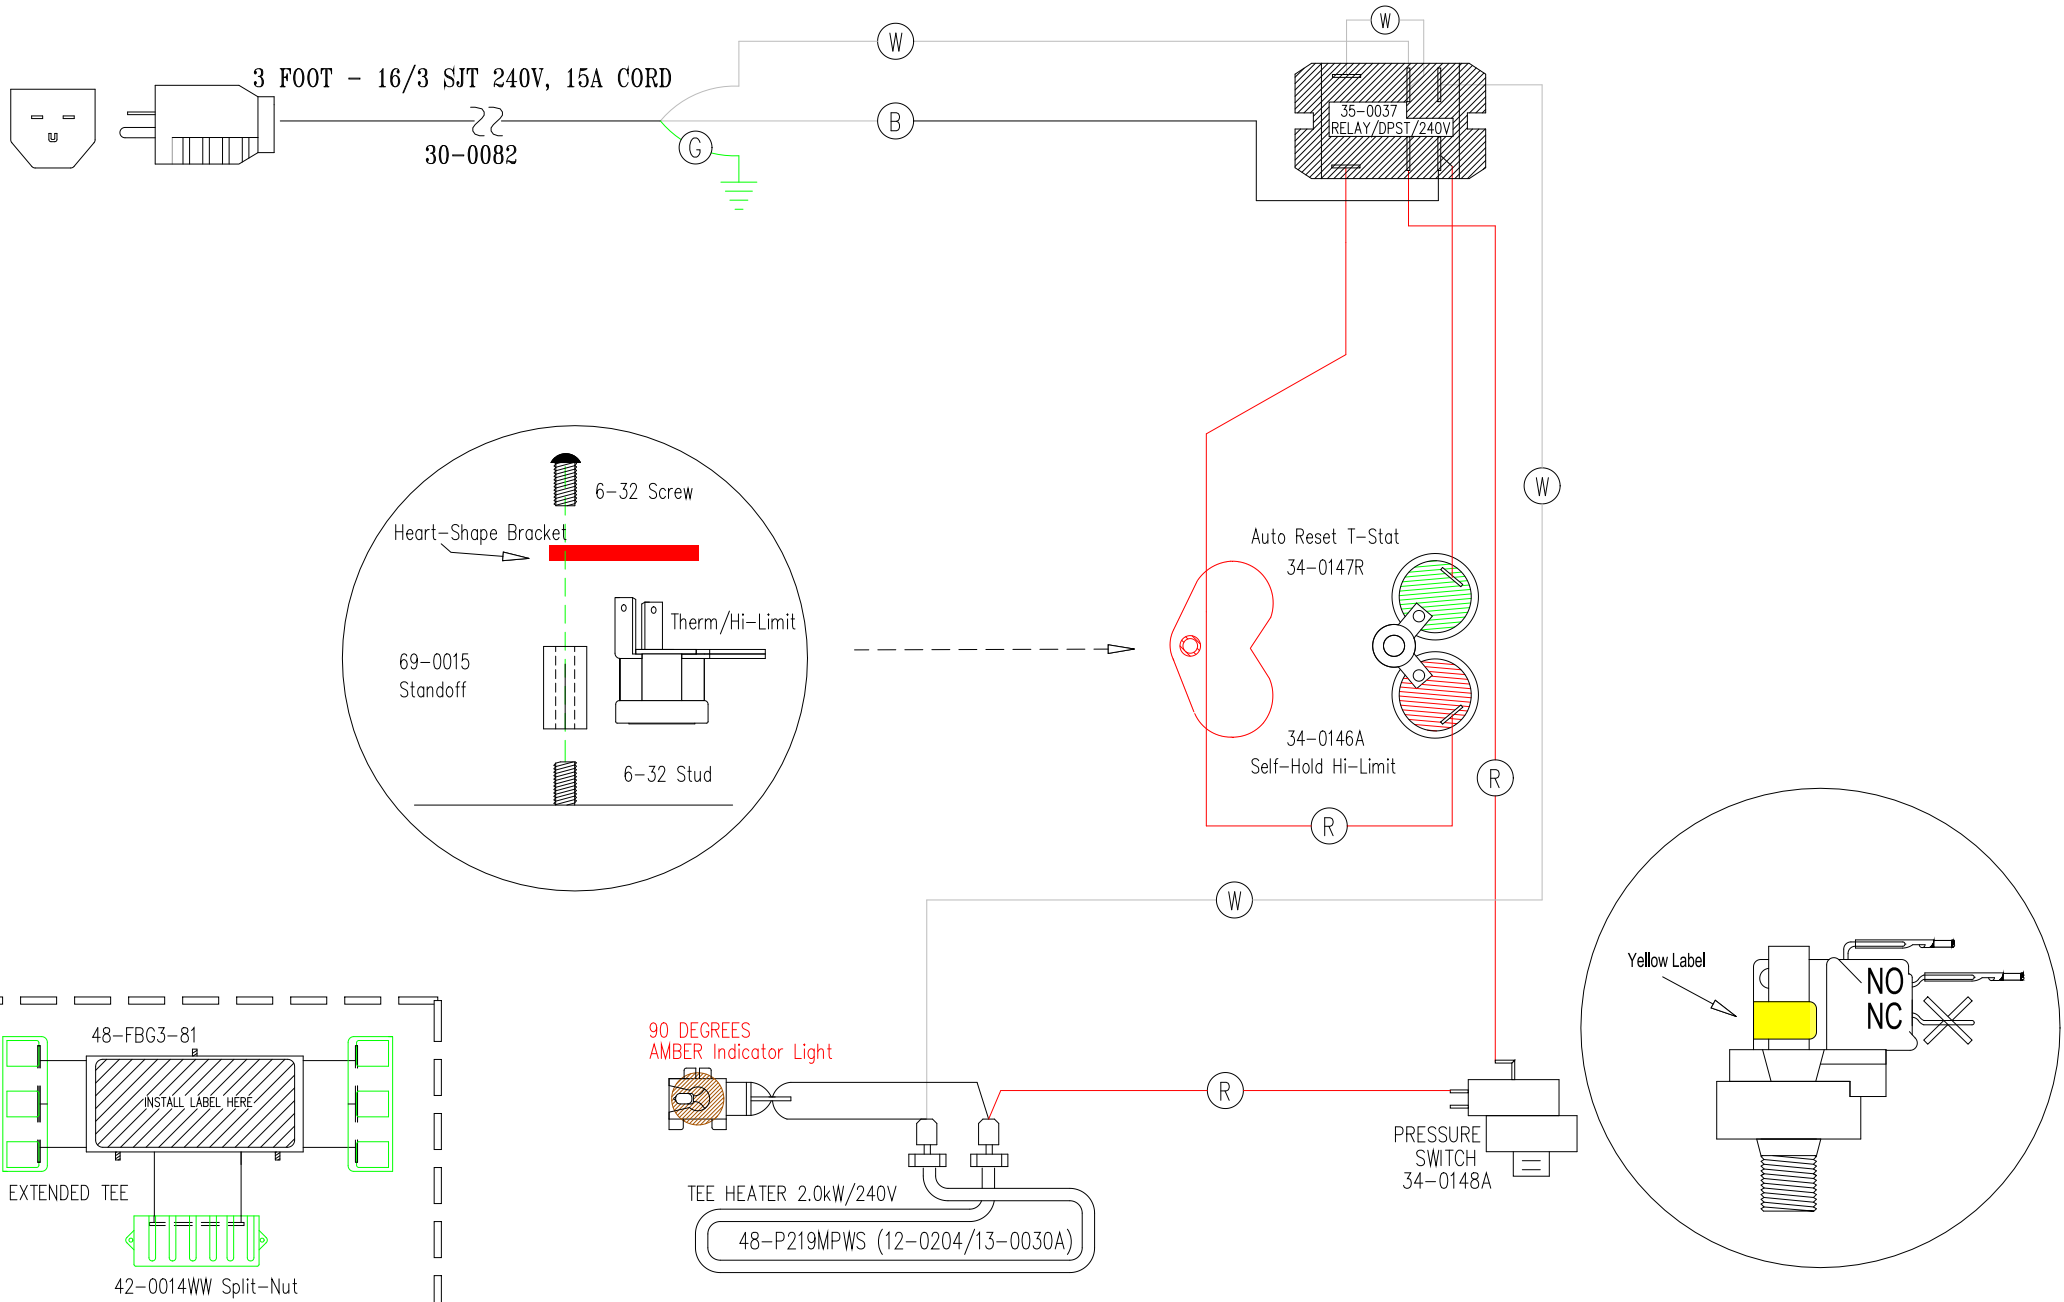 W
3 FOOT - 16/3 SJT 240V, 15A CORD
W
B
30-0082
G
35-0037
RELAY/DPST/240V
6-32 Screw
Heart-Shape Bracket
Therm/Hi-Limit
69-0015
Standoff
6-32 Stud
W
Auto Reset T-Stat
34-0147R
34-0146A
Self-Hold Hi-Limit
R
R
W
Yellow Label
NO
NC
48-FBG3-81
INSTALL LABEL HERE
EXTENDED TEE
42-0014WW Split-Nut
90 DEGREES
AMBER Indicator Light
R
PRESSURE
SWITCH
34-0148A
TEE HEATER 2.0kW/240V
48-P219MPWS (12-0204/13-0030A)